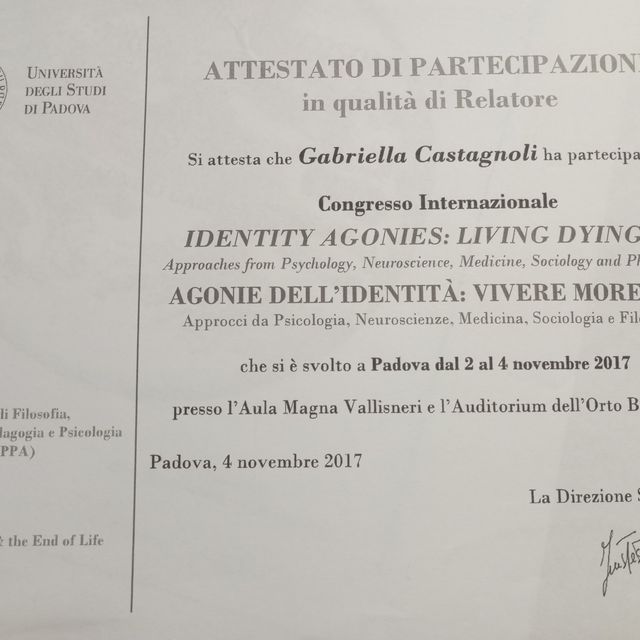 UNIVERSITÀ
DEGLI STUDI
DI PADOVA
ATTESTATO DI PARTECIPAZION
in qualità di Relatore
Si attesta che Gabriella Castagnoli ha partecipa
Congresso Internazionale
IDENTITY AGONIES: LIVING DYING
Approaches from Psychology, Neuroscience, Medicine, Sociology and Ph
AGONIE DELL'IDENTITÀ: VIVERE MORE
Approcci da Psicologia, Neuroscienze, Medicina, Sociologia e Filo
che si è svolto a Padova dal 2 al 4 novembre 2017
presso l'Aula Magna Vallisneri e l'Auditorium dell'Orto B
Padova, 4 novembre 2017
La Direzione S
li Filosofia,
dagogia e Psicologia
PPA)
& the End of Life